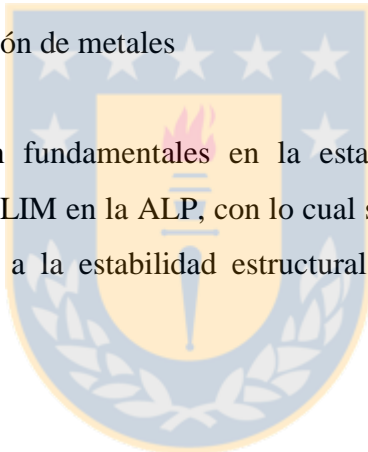 ón de metales
fundamentales en la esta
LIM en la ALP, con lo cual s
a la estabilidad estructural